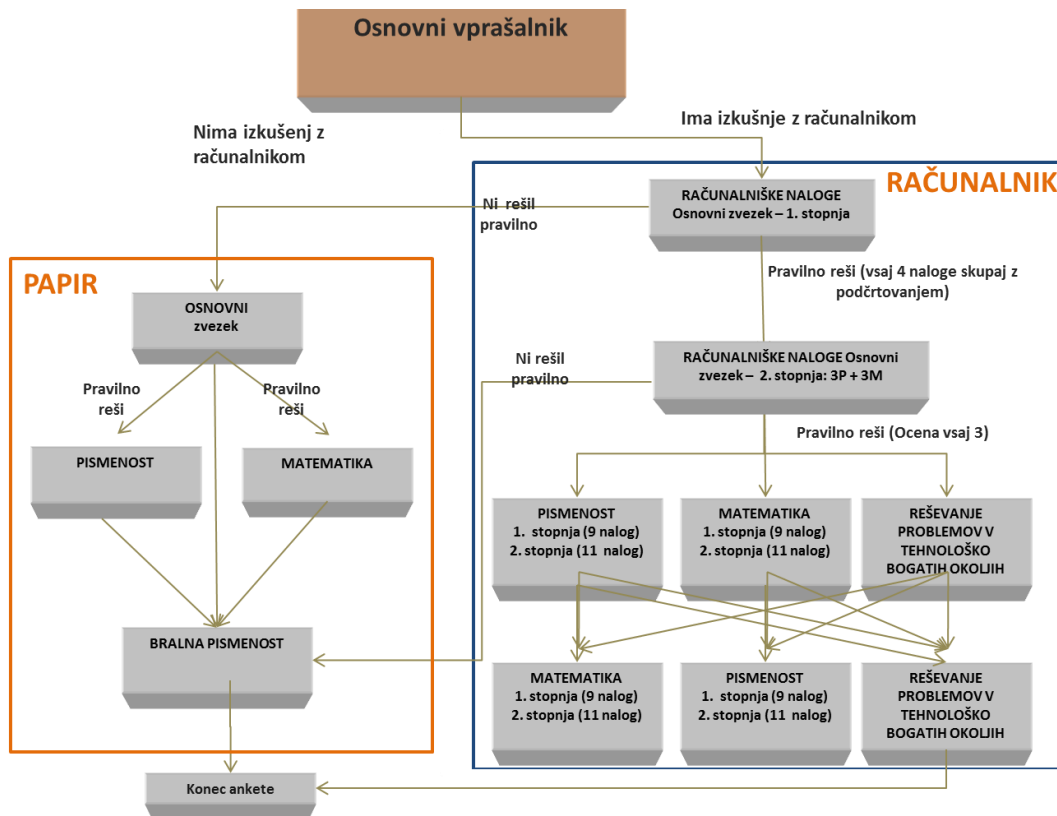 Osnovni vprašalnik
Nima izkušenj z
računalnikom
Ima izkušnje z računalnikom
RAČUNALNIK
RAČUNALNIŠKE NALOGE
Osnovni zvezek – 1. stopnja
Ni rešil
pravilno
Pravilno reši (vsaj 4 naloge skupaj z
podčrtovanjem)
PAPIR
OSNOVNI
zvezek
Ni rešil
pravilno
RAČUNALNIŠKE NALOGE Osnovni
zvezek – 2. stopnja: 3P + 3M
Pravilno
reši
Pravilno
reši
Pravilno reši (Ocena vsaj 3)
PISMENOST
MATEMATIKA
PISMENOST
1. stopnja (9 nalog)
2. stopnja (11 nalog)
MATEMATIKA
1. stopnja (9 nalog)
2. stopnja (11 nalog)
REŠEVANJE
PROBLEMOV V
TEHNOLOŠKO
BOGATIH OKOLJIH
BRALNA PISMENOST
MATEMATIKA
1. stopnja (9 nalog)
2. stopnja (11 nalog)
PISMENOST
1. stopnja (9 nalog)
2. stopnja (11 nalog)
REŠEVANJE
PROBLEMOV V
TEHNOLOŠKO
BOGATIH OKOLJIH
Konec ankete